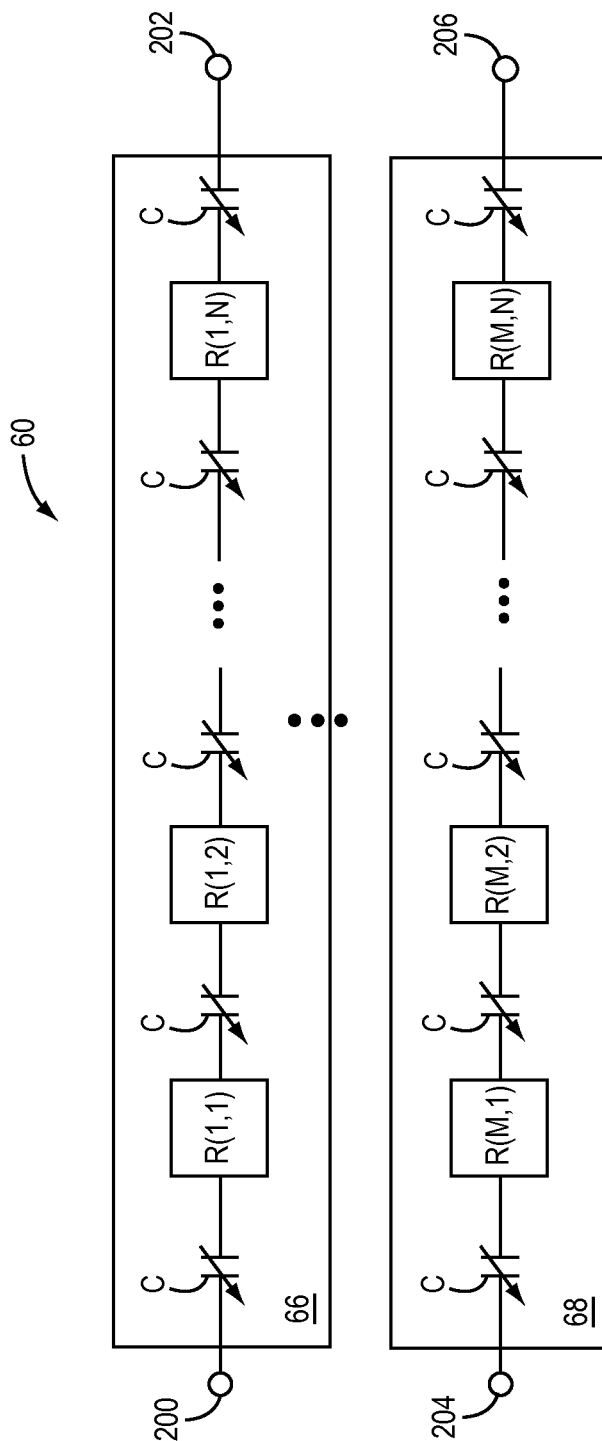 60
200
C
C
C
C
C
202
R(1,1)
R(1,2)
R(1,N)
66
204
C
C
C
C
C
206
R(M,1)
R(M,2)
R(M,N)
68